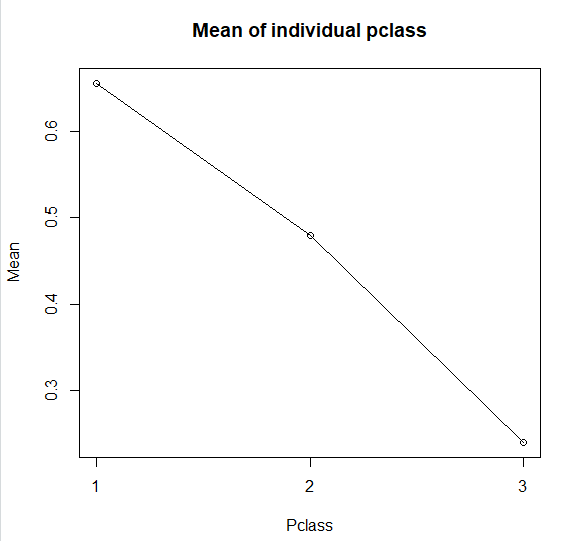 Mean of individual pclass
0.6
0.5
0.4
0.3
Mean
1 2 3
Pclass